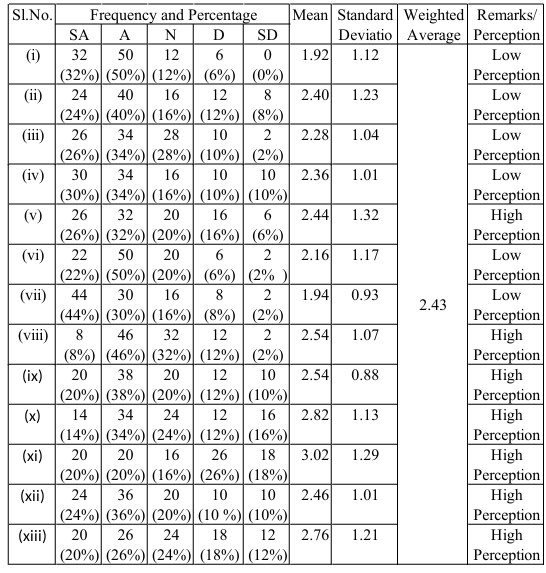 Sl.No. Frequency and Percentage Mean Standard Weighted Remarks/
SA A N D SD Deviatio Average Perception
(i) 32 50 12 6 0 1.92 1.12 Low
(32%) (50%) (12%) (6%) (0%) Perception
(ii) 24 40 16 12 8 2.40 1.23 Low
(24%) (40%) (16%) (12%) (8%) Perception
(iii) 26 34 28 10 2 2.28 1.04 Low
(26%) (34%) (28%) (10%) (2%) Perception
(iv) 30 34 16 10 10 2.36 1.01 Low
(30%) (34%) (16%) (10%) (10%) Perception
(v) 26 32 20 16 6 2.44 1.32 High
(26%) (32%) (20%) (16%) (6%) Perception
(vi) 22 50 20 6 2 2.16 1.17 Low
(22%) (50%) (20%) (6%) (2% ) Perception
(vii) 44 30 16 8 2 1.94 0.93 Low
(44%) (30%) (16%) (8%) (2%) 2.43 Perception
(viii) 8 46 32 12 2 2.54 1.07 High
(8%) (46%) (32%) (12%) (2%) Perception
(ix) 20 38 20 12 10 2.54 0.88 High
(20%) (38%) (20%) (12%) (10%) Perception
(x) 14 34 24 12 16 2.82 1.13 High
(14%) (34%) (24%) (12%) (16%) Perception
(xi) 20 20 16 26 18 3.02 1.29 High
(20%) (20%) (16%) (26%) (18%) Perception
(xii) 24 36 20 10 10 2.46 1.01 High
(24%) (36%) (20%) (10 %) (10%) Perception
(xiii) 20 26 24 18 12 2.76 1.21 High
(20%) (26%) (24%) (18%) (12%) Perception